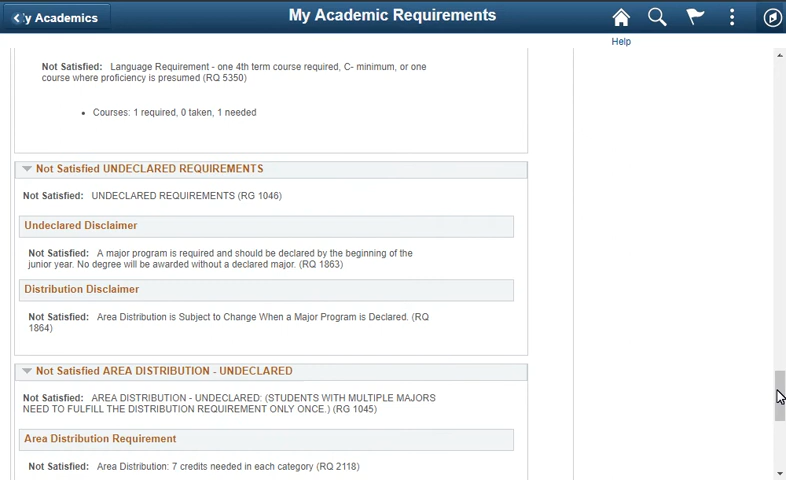 My Academics
My Academic Requirements
Help
Not Satisfied: Language Requirement - one 4th term course required, C- minimum, or one
course where proficiency is presumed (RQ 5350)
• Courses: 1 required, 0 taken, 1 needed
Not Satisfied UNDECLARED REQUIREMENTS
Not Satisfied: UNDECLARED REQUIREMENTS (RG 1046)
Undeclared Disclaimer
Not Satisfied: A major program is required and should be declared by the beginning of the
junior year. No degree will be awarded without a declared major. (RQ 1863)
Distribution Disclaimer
Not Satisfied: Area Distribution is Subject to Change When a Major Program is Declared. (RQ
1864)
Not Satisfied AREA DISTRIBUTION - UNDECLARED
Not Satisfied: AREA DISTRIBUTION - UNDECLARED: (STUDENTS WITH MULTIPLE MAJORS
NEED TO FULFILL THE DISTRIBUTION REQUIREMENT ONLY ONCE.) (RG 1045)
Area Distribution Requirement
Not Satisfied: Area Distribution: 7 credits needed in each category (RQ 2118)